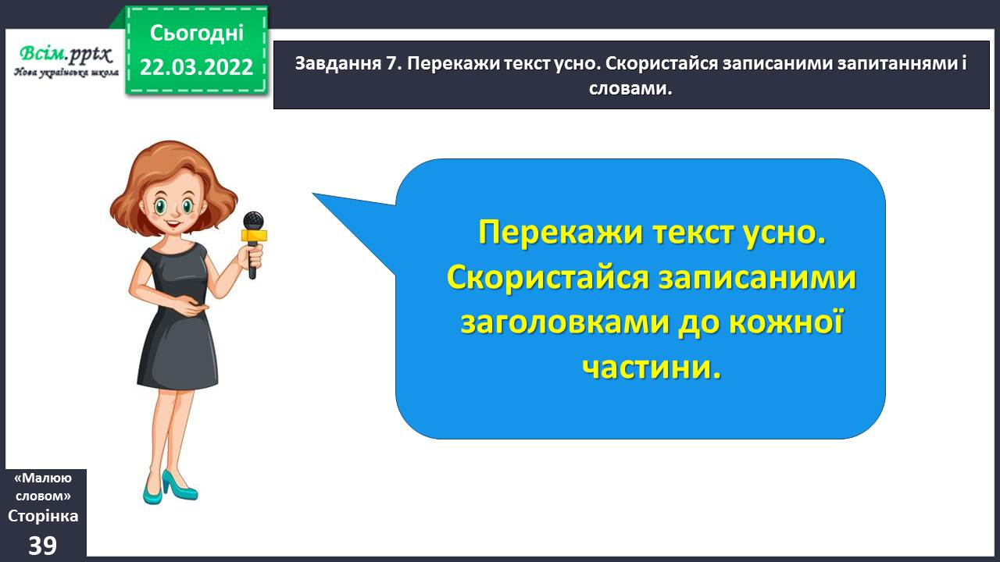 Всім.pptx
Нова українська школа
Сьогодні
22.03.2022
Завдання 7. Перекажи текст усно. Скористайся записаними запитаннями і
словами.
Перекажи текст усно.
Скористайся записаними
заголовками до кожної
частини.
«Малюю
словом»
Сторінка
39